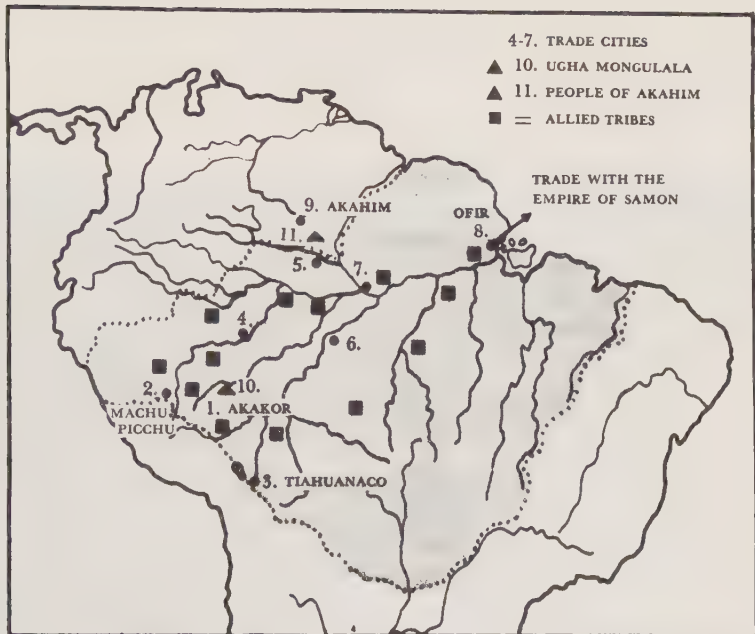 4-7. TRADE CITIES
10. UGHA MONGULALA
11. PEOPLE OF AKAHIM
= ALLIED TRIBES
TRADE WITH THE
EMPIRE OF SAMON
9. AKAHIM
OFIR
8.
11.
5.
7.
4.
6.
2.
10.
MACHU
PICCHU
1. AKAKOR
3. TIAHUANACO